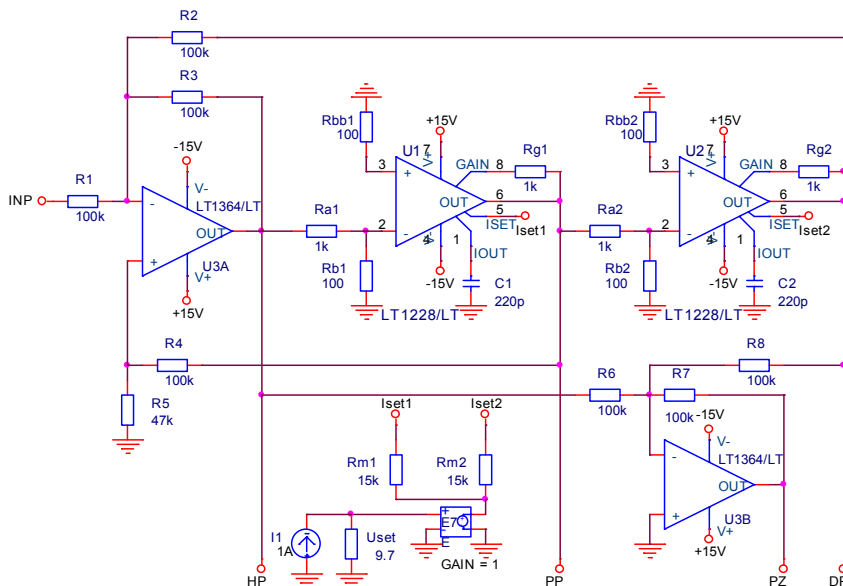 R2
100k
R3
100k
-15V
V-
LT1364/LT
INP
R1
100k
-
OUT
+
U3A
V+
+15V
Rbb1
100
+15V
U1
7
V+
3
+
GAIN
8
Rg1
1k
OUT
6
5
ISET
Iset1
Ra1
1k
2
-
4
V-
1
IOUT
-15V
Rb1
100
C1
220p
LT1228/LT
Rbb2
100
+15V
U2
7
V+
3
+
GAIN
8
Rg2
1k
OUT
6
5
ISET
Iset2
Ra2
1k
2
-
4
V-
1
IOUT
-15V
Rb2
100
C2
220p
LT1228/LT
R4
100k
R5
47k
R8
100k
R6
100k
R7
100k
-15V
V-
LT1364/LT
-
OUT
+
U3B
V+
+15V
Iset1
Iset2
Rm1
15k
Rm2
15k
I1
1A
Uset
9.7
+
-
E7
E
GAIN = 1
HP
PP
PZ